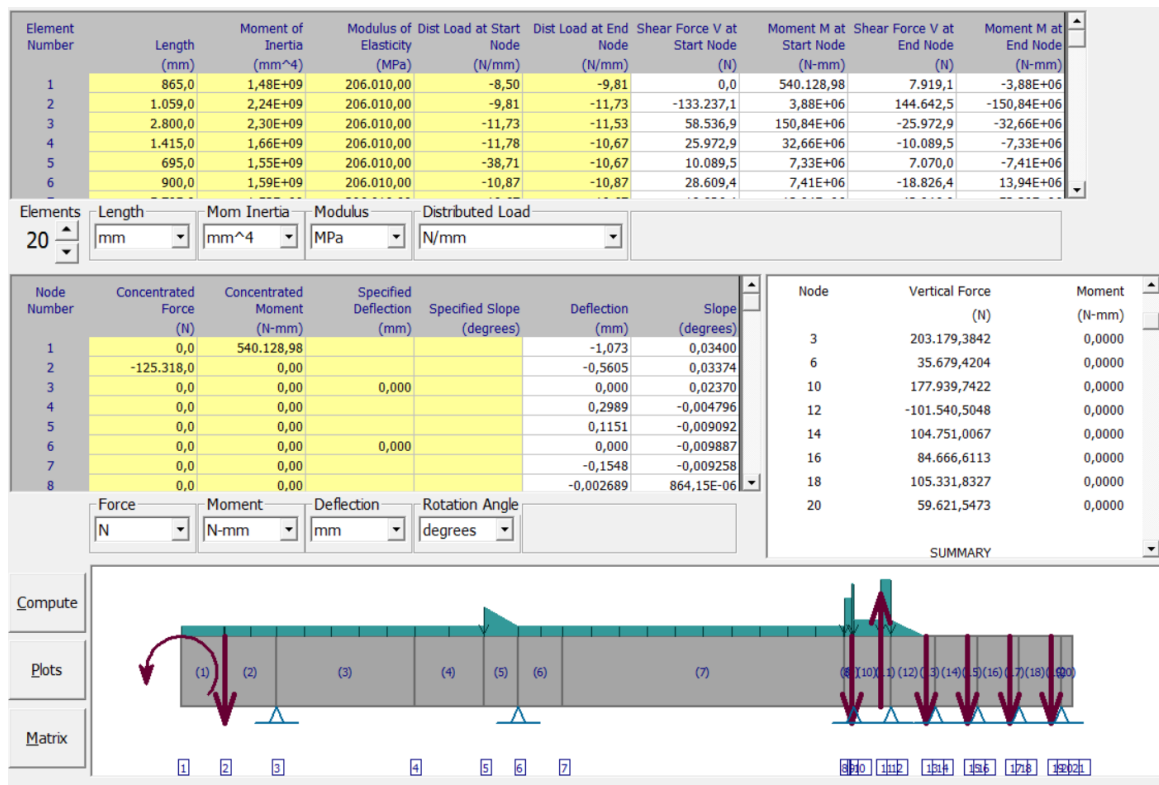 Element Moment of Modulus of Dist Load at Start Dist Load at End Shear Force V at Moment M at Shear Force V at Moment M at
Number Length Inertia Elasticity Node Node Start Node Start Node End Node End Node
(mm) (mm^4) (MPa) (N/mm) (N/mm) (N) (N-mm) (N) (N-mm)
1 865,0 1,48E+09 206.010,00 -8,50 -9,81 0,0 540.128,98 7.919,1 -3,88E+06
2 1.059,0 2,24E+09 206.010,00 -9,81 -11,73 -133.237,1 3,88E+06 144.642,5 -150,84E+06
3 2.800,0 2,30E+09 206.010,00 -11,73 -11,53 58.536,9 150,84E+06 -25.972,9 -32,66E+06
4 1.415,0 1,66E+09 206.010,00 -11,78 -10,67 25.972,9 32,66E+06 -10.089,5 -7,33E+06
5 695,0 1,55E+09 206.010,00 -38,71 -10,67 10.089,5 7,33E+06 7.070,0 -7,41E+06
6 900,0 1,59E+09 206.010,00 -10,87 -10,87 28.609,4 7,41E+06 -18.826,4 13,94E+06
Elements Length Mom Inertia Modulus Distributed Load
20 mm mm^4 MPa N/mm
Node Concentrated Concentrated Specified
Number Force Moment Deflection Specified Slope Deflection Slope
(N) (N-mm) (mm) (degrees) (mm) (degrees)
1 0,0 540.128,98 -1,073 0,03400
2 -125.318,0 0,00 -0,5605 0,03374
3 0,0 0,00 0,000 0,000 0,02370
4 0,0 0,00 0,2989 -0,004796
5 0,0 0,00 0,1151 -0,009092
6 0,0 0,00 0,000 0,000 -0,009887
7 0,0 0,00 -0,1548 -0,009258
8 0,0 0,00 -0,002689 864,15E-06
Node Vertical Force Moment
(N) (N-mm)
3 203.179,3842 0,0000
6 35.679,4204 0,0000
10 177.939,7422 0,0000
12 -101.540,5048 0,0000
14 104.751,0067 0,0000
16 84.666,6113 0,0000
18 105.331,8327 0,0000
20 59.621,5473 0,0000
SUMMARY
Force Moment Deflection Rotation Angle
N N-mm mm degrees
Compute
Plots
Matrix
(1) (2) (3) (4) (5) (6) (7) (10) (12) (14) (16) (18)
1 2 3 4 5 6 7 8 10 11 12 13 14 16 18 21